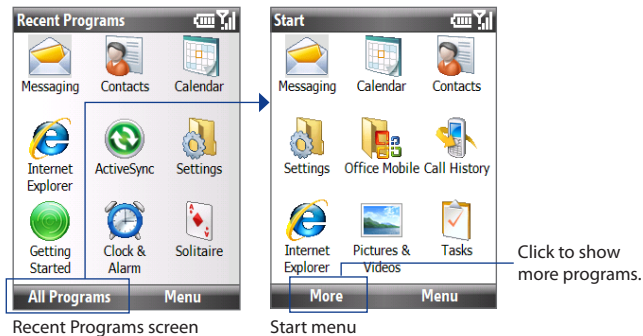 Recent Programs
Messaging Contacts Calendar
Internet Explorer ActiveSync Settings
Getting Started Clock & Alarm Solitaire
All Programs Menu
Recent Programs screen
Start
Messaging Calendar Contacts
Settings Office Mobile Call History
Internet Explorer Pictures & Videos Tasks
More Menu
Start menu
Click to show
more programs.